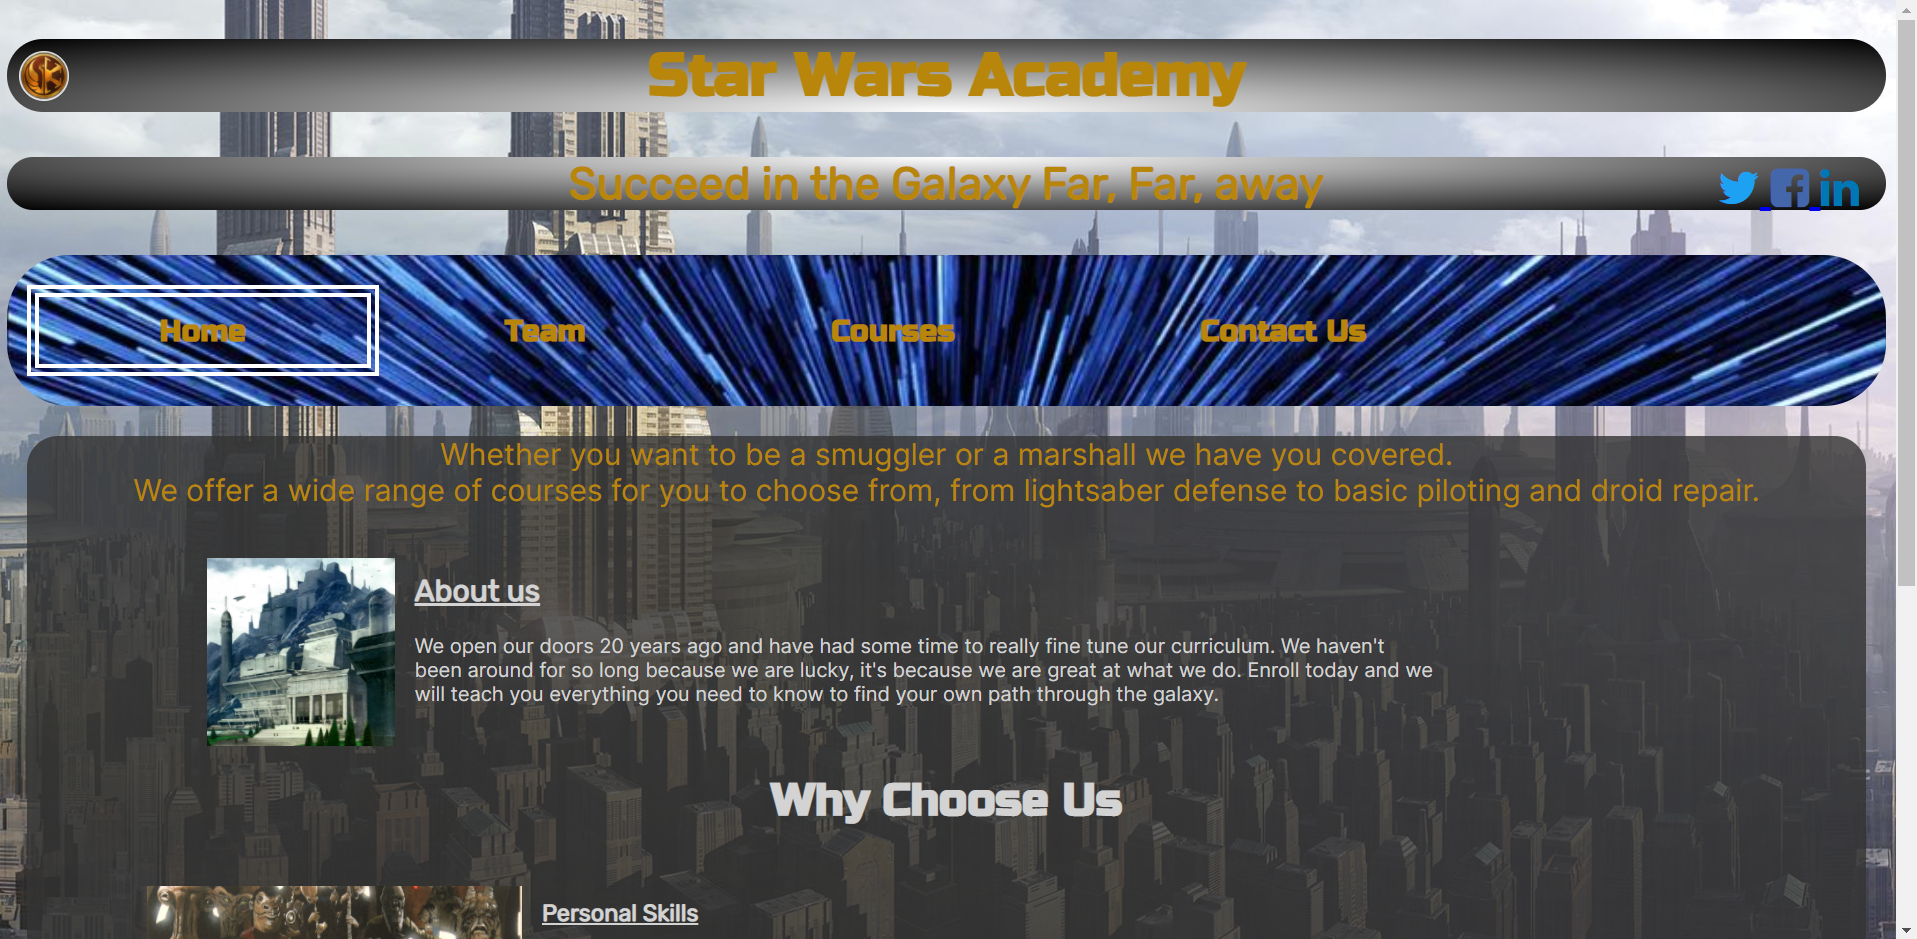 Star Wars Academy
Succeed in the Galaxy Far, Far, away
Home Team Courses Contact Us
Whether you want to be a smuggler or a marshall we have you covered.
We offer a wide range of courses for you to choose from, from lightsaber defense to basic piloting and droid repair.
About us
We open our doors 20 years ago and have had some time to really fine tune our curriculum. We haven't
been around for so long because we are lucky, it's because we are great at what we do. Enroll today and we
will teach you everything you need to know to find your own path through the galaxy.
Why Choose Us
Personal Skills